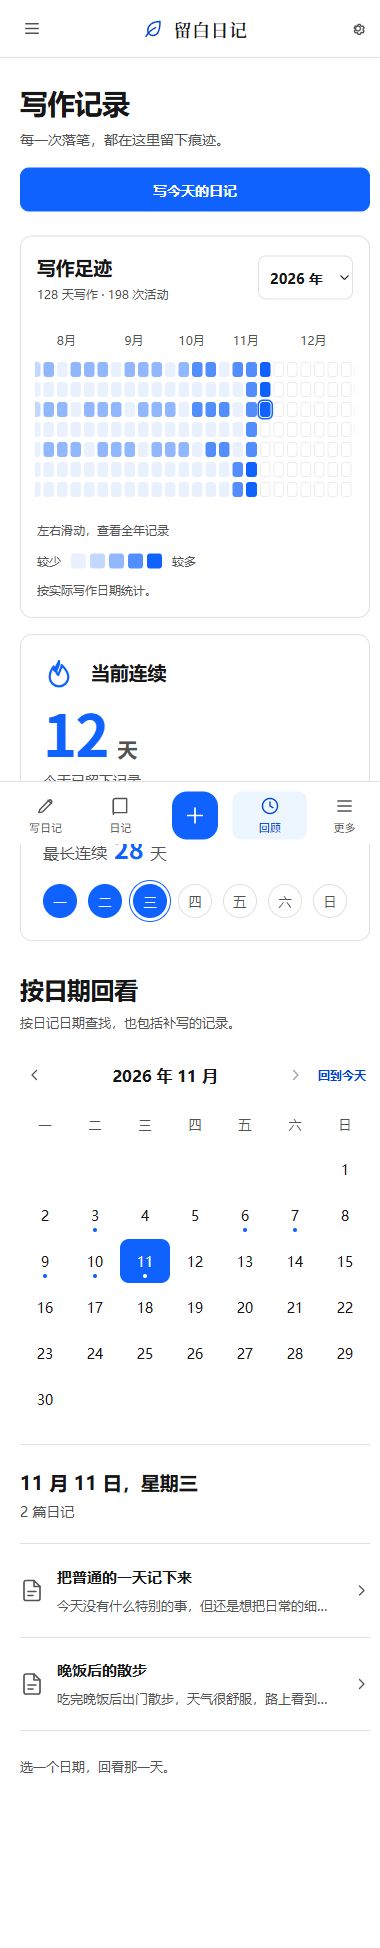 留白日记
写作记录
每一次落笔，都在这里留下痕迹。
写今天的日记
写作足迹
128 天写作 · 198 次活动
2026 年
8月 9月 10月 11月 12月
左右滑动，查看全年记录
较少 较多
按实际写作日期统计。
当前连续
12 天
今天已留下记录
写日记 日记 回顾 更多
最长连续 28 天
一 二 三 四 五 六 日
按日期回看
按日记日期查找，也包括补写的记录。
2026 年 11 月 回到今天
一 二 三 四 五 六 日
1
2 3 4 5 6 7 8
9 10 11 12 13 14 15
16 17 18 19 20 21 22
23 24 25 26 27 28 29
30
11 月 11 日，星期三
2 篇日记
把普通的一天记下来
今天没有什么特别的事，但还是想把日常的细...
晚饭后的散步
吃完晚饭后出门散步，天气很舒服，路上看到...
选一个日期，回看那一天。